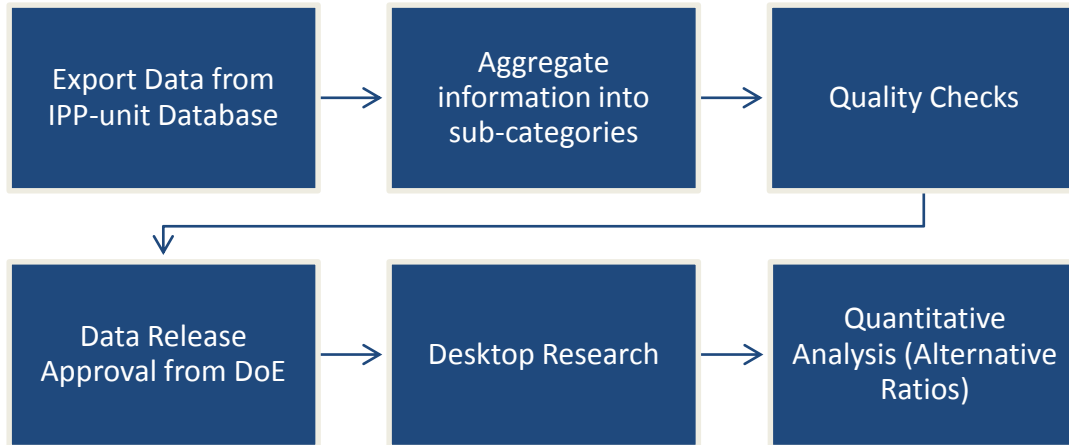 Export Data from
IPP-unit Database
Aggregate
information into
sub-categories
Quality Checks
Data Release
Approval from DoE
Desktop Research
Quantitative
Analysis (Alternative
Ratios)